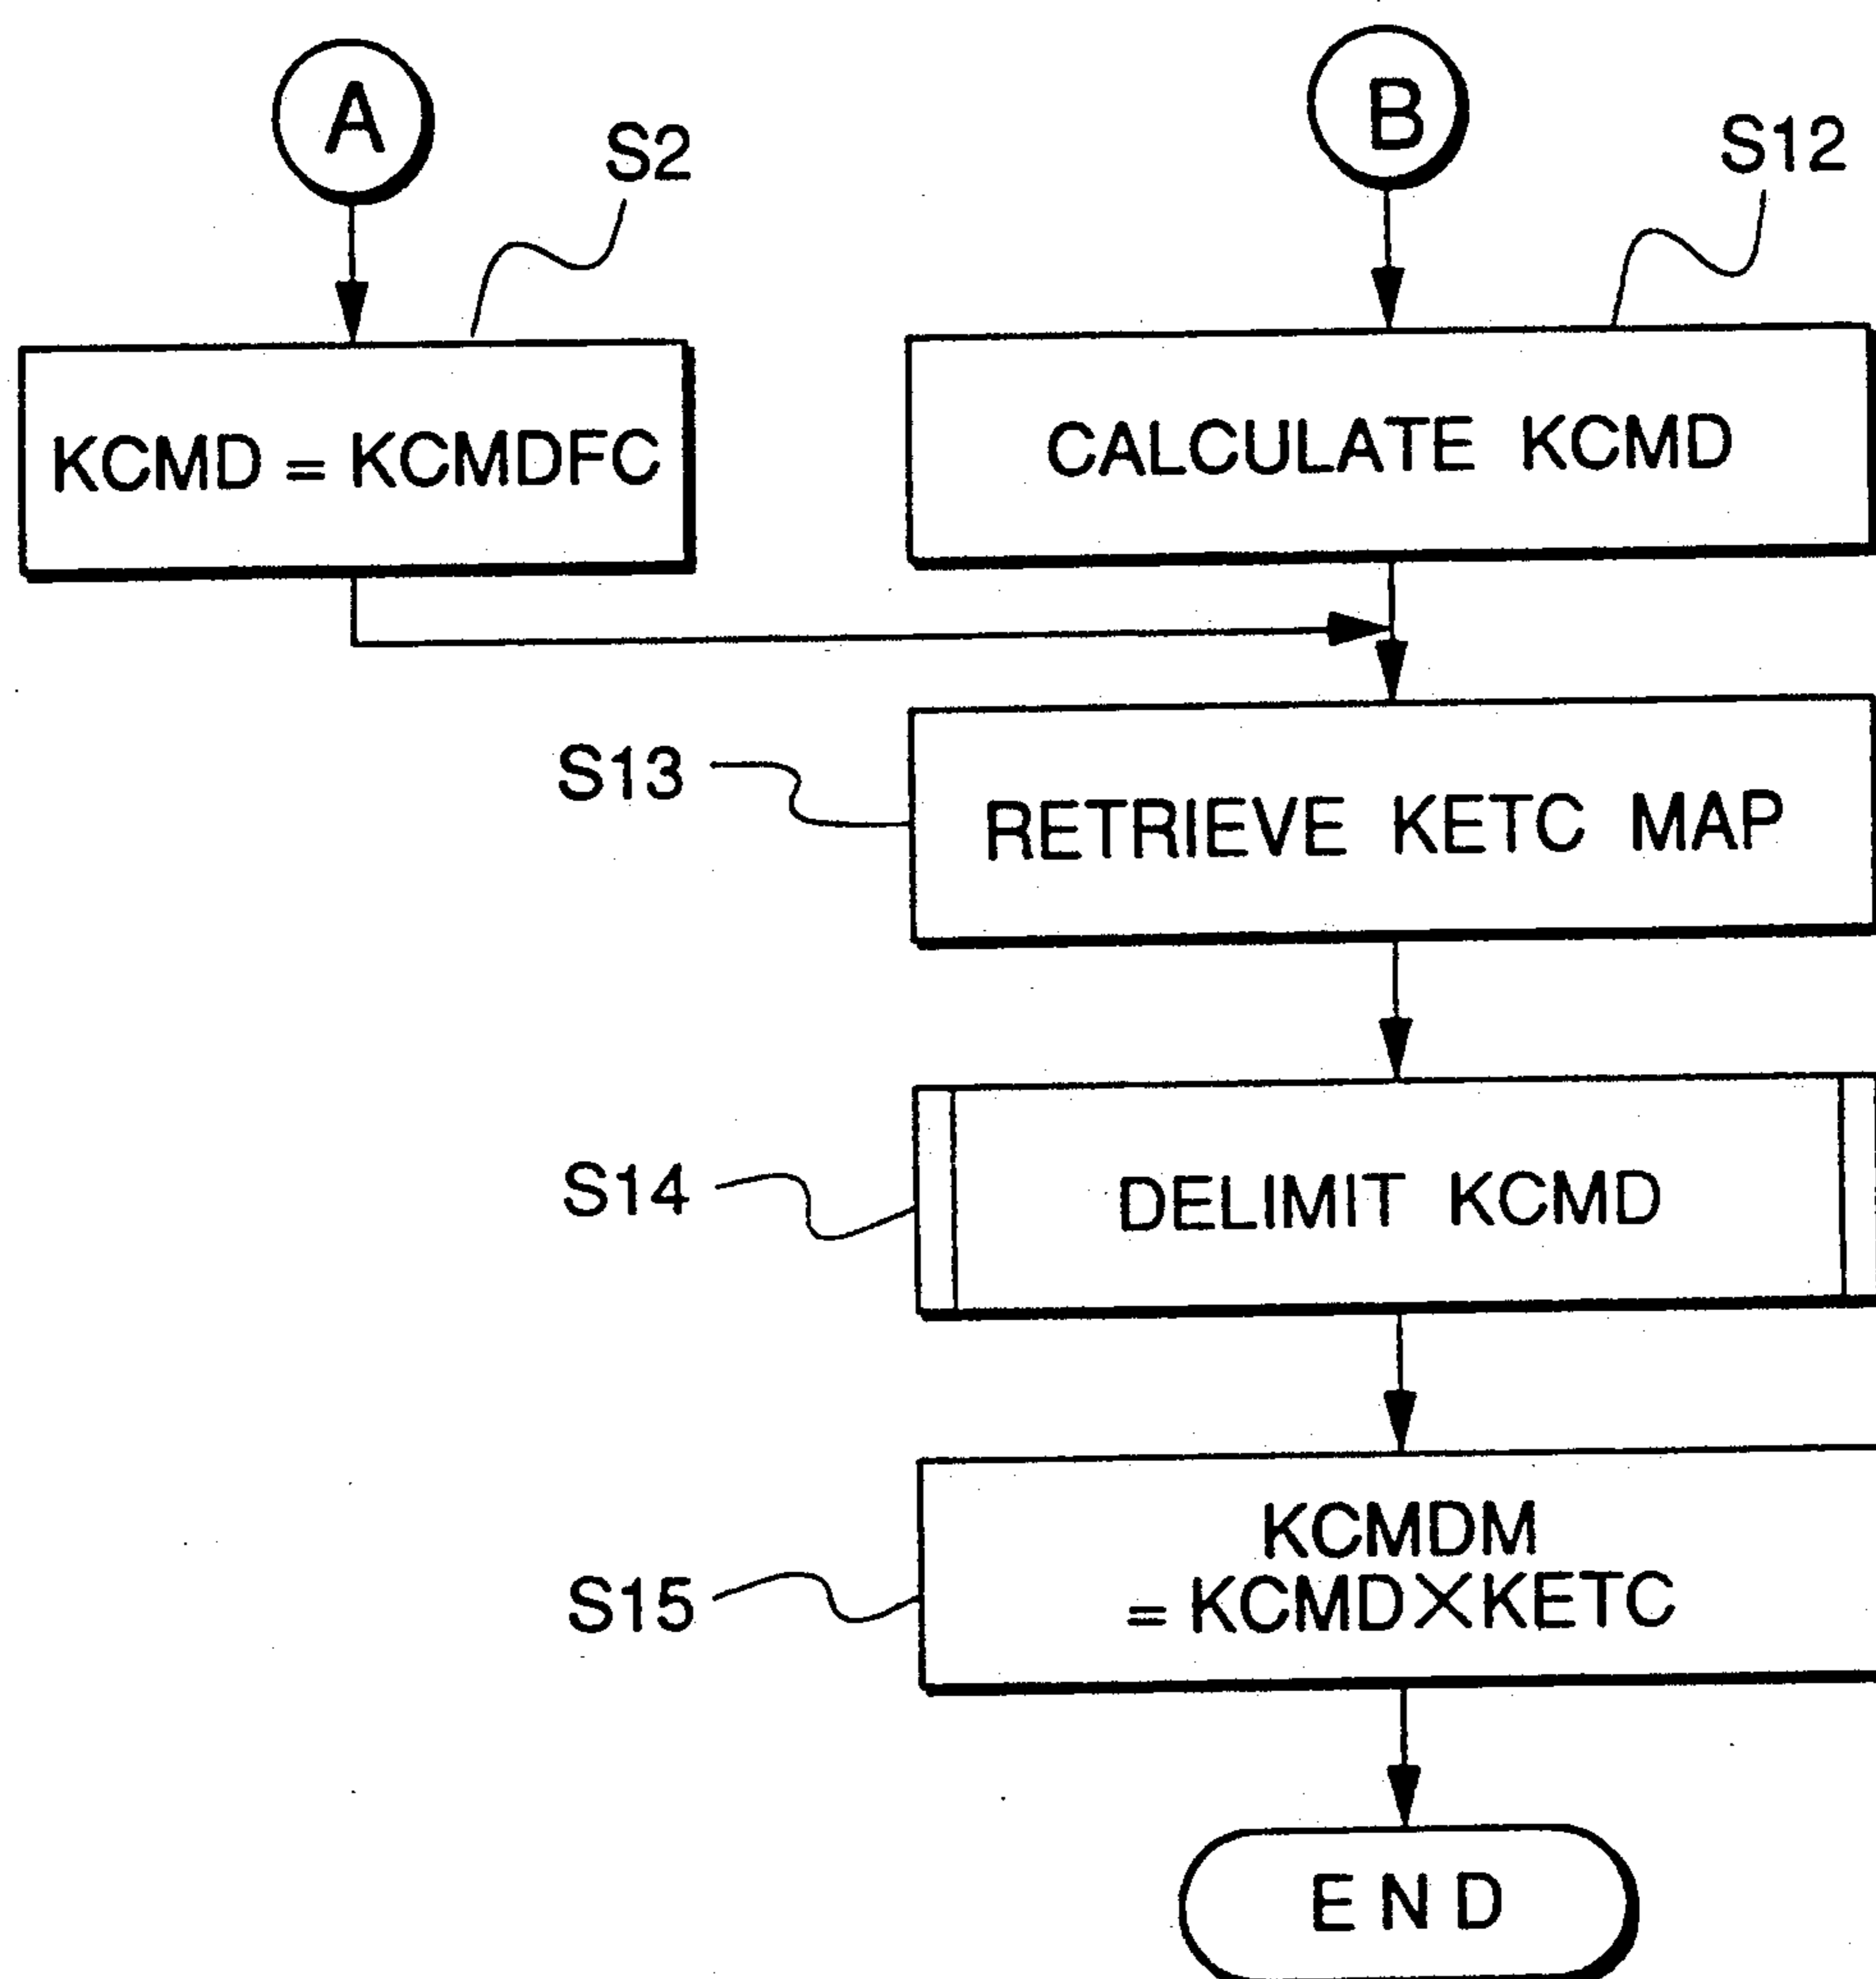 A
B
S2
S12
KCMD = KCMDFC
CALCULATE KCMD
S13
RETRIEVE KETC MAP
S14
DELIMIT KCMD
S15
KCMDM
= KCMD×KETC
END